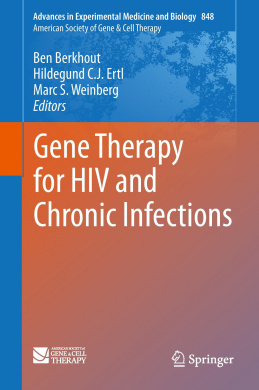 Advances in Experimental Medicine and Biology 848
American Society of Gene & Cell Therapy
Ben Berkhout
Hildegund C.J. Ertl
Marc S. Weinberg
Editors
Gene Therapy
for HIV and
Chronic Infections
AMERICAN SOCIETY of
GENE & CELL
THERAPY
Springer